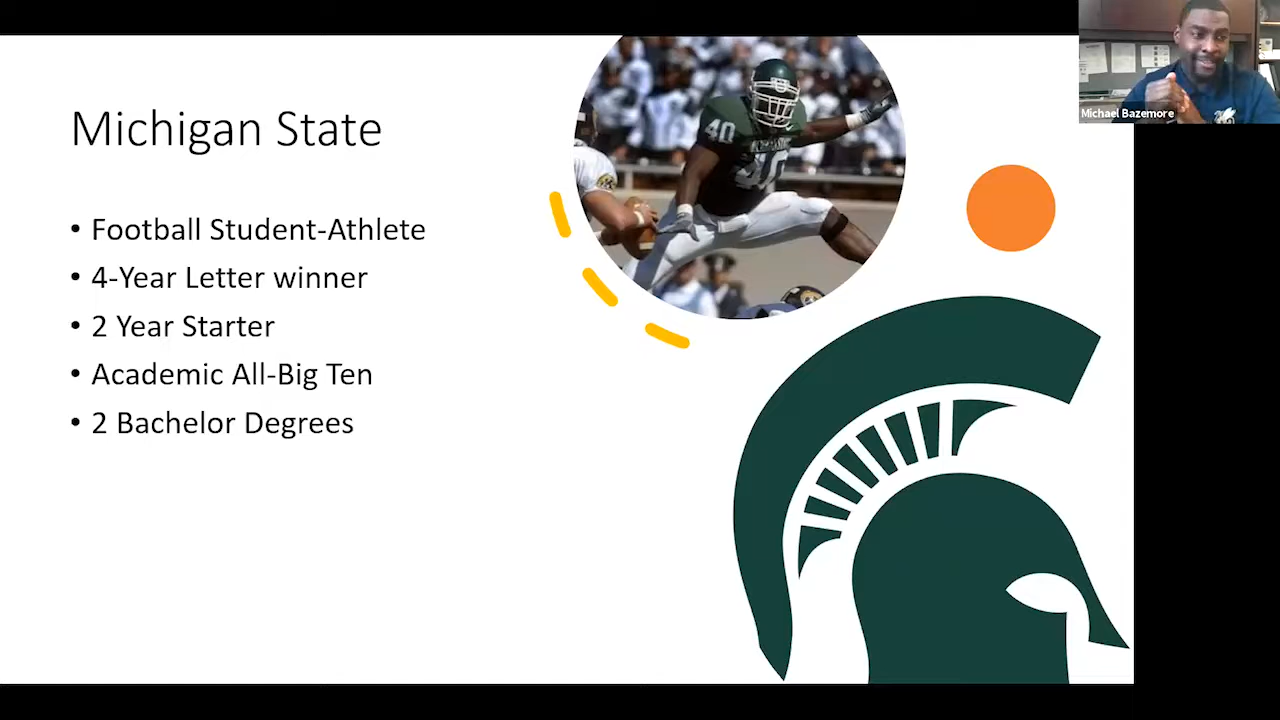 Michigan State
• Football Student-Athlete
• 4-Year Letter winner
• 2 Year Starter
• Academic All-Big Ten
• 2 Bachelor Degrees
40
40
Michael Bazemore